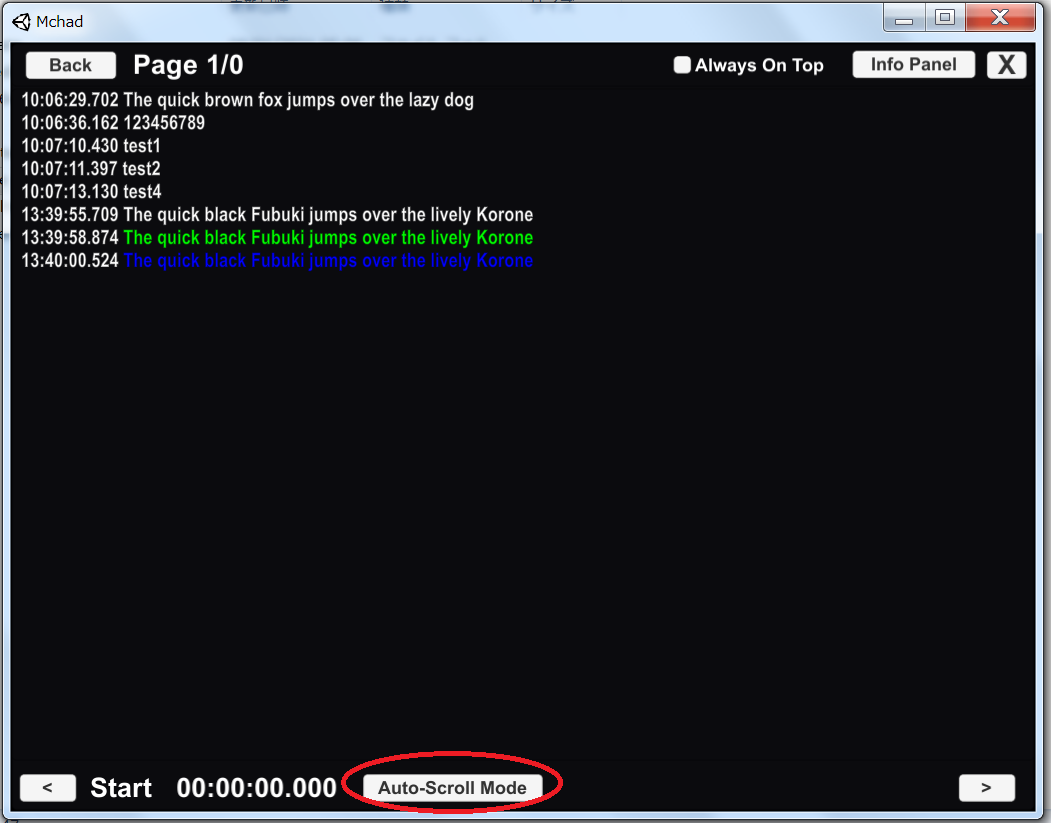 Mchad
Back Page 1/0 Always On Top Info Panel X
10:06:29.702 The quick brown fox jumps over the lazy dog
10:06:36.162 123456789
10:07:10.430 test1
10:07:11.397 test2
10:07:13.130 test4
13:39:55.709 The quick black Fubuki jumps over the lively Korone
13:39:58.874 The quick black Fubuki jumps over the lively Korone
13:40:00.524 The quick black Fubuki jumps over the lively Korone
< Start 00:00:00.000 Auto-Scroll Mode >